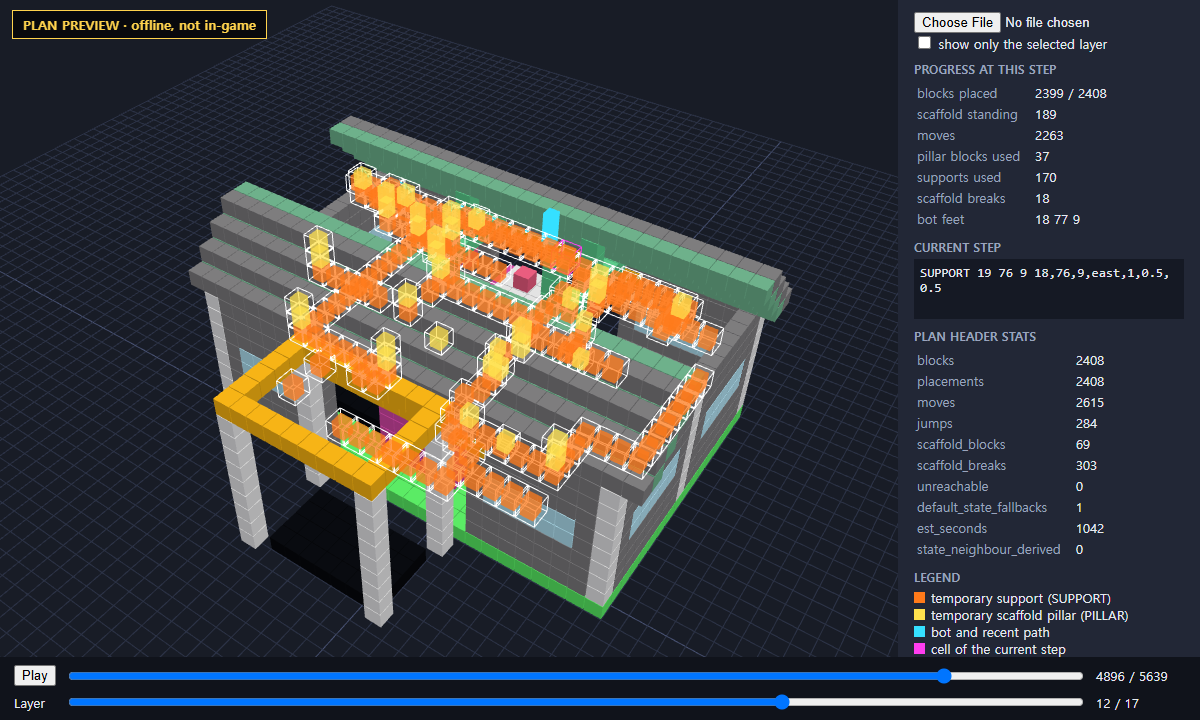 PLAN PREVIEW · offline, not in-game
Choose File No file chosen
show only the selected layer
PROGRESS AT THIS STEP
blocks placed 2399 / 2408
scaffold standing 189
moves 2263
pillar blocks used 37
supports used 170
scaffold breaks 18
bot feet 18 77 9
CURRENT STEP
SUPPORT 19 76 9 18,76,9,east,1,0.5,
0.5
PLAN HEADER STATS
blocks 2408
placements 2408
moves 2615
jumps 284
scaffold_blocks 69
scaffold_breaks 303
unreachable 0
default_state_fallbacks 1
est_seconds 1042
state_neighbour_derived 0
LEGEND
temporary support (SUPPORT)
temporary scaffold pillar (PILLAR)
bot and recent path
cell of the current step
Play 4896 / 5639
Layer 12 / 17